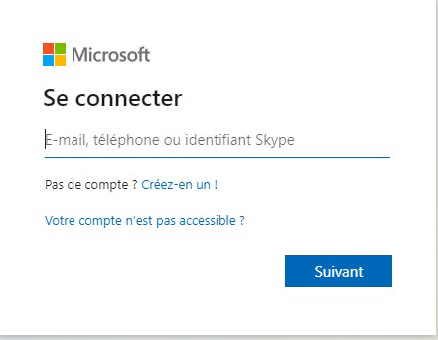 Microsoft
Se connecter
E-mail, téléphone ou identifiant Skype
Pas de compte ? Créez-en un !
Votre compte n'est pas accessible ?
Suivant